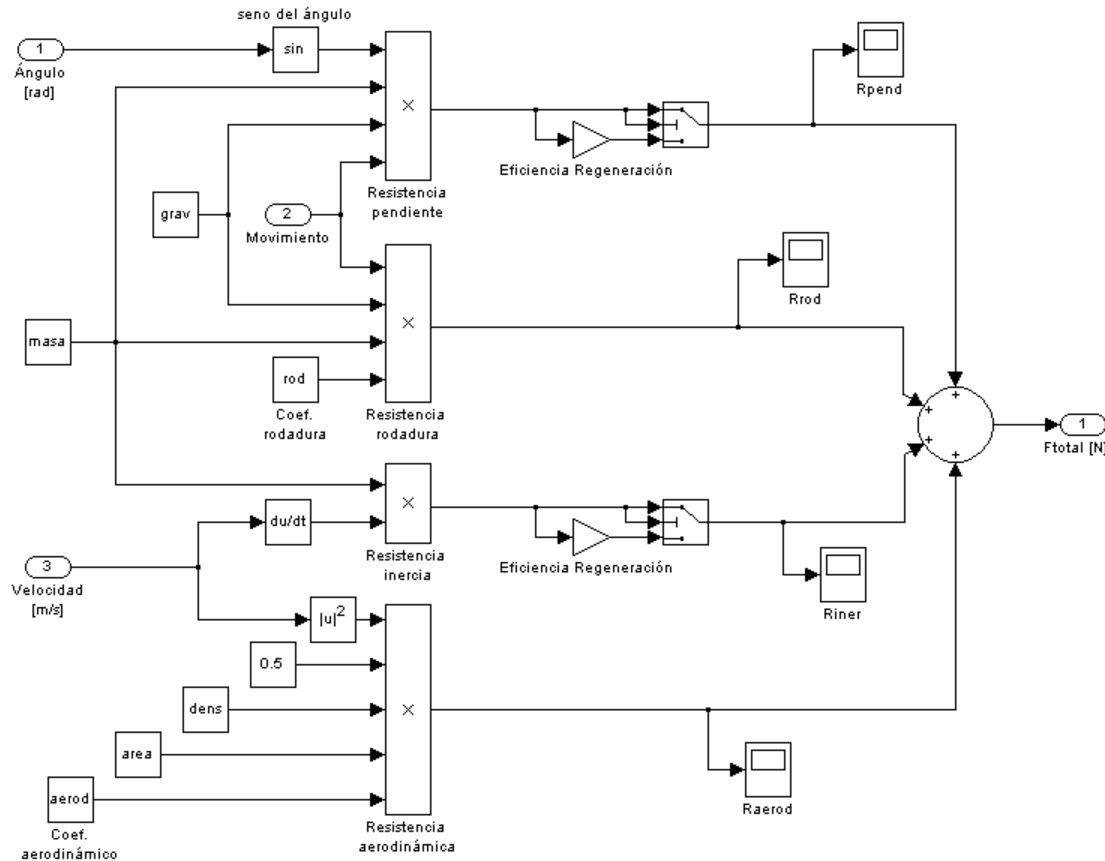 seno del ángulo
1
sin
Ángulo
[rad]
×
Rpend
Eficiencia Regeneración
Resistencia
pendiente
grav
2
Movimiento
Rrod
masa
×
rod
Coef.
rodadura
Resistencia
rodadura
+
+
+
+
1
Ftotal [N]
×
du/dt
Resistencia
inercia
Eficiencia Regeneración
3
Velocidad
[m/s]
Riner
|u|²
0.5
dens
×
area
aerod
Coef.
aerodinámico
Resistencia
aerodinámica
Raerod